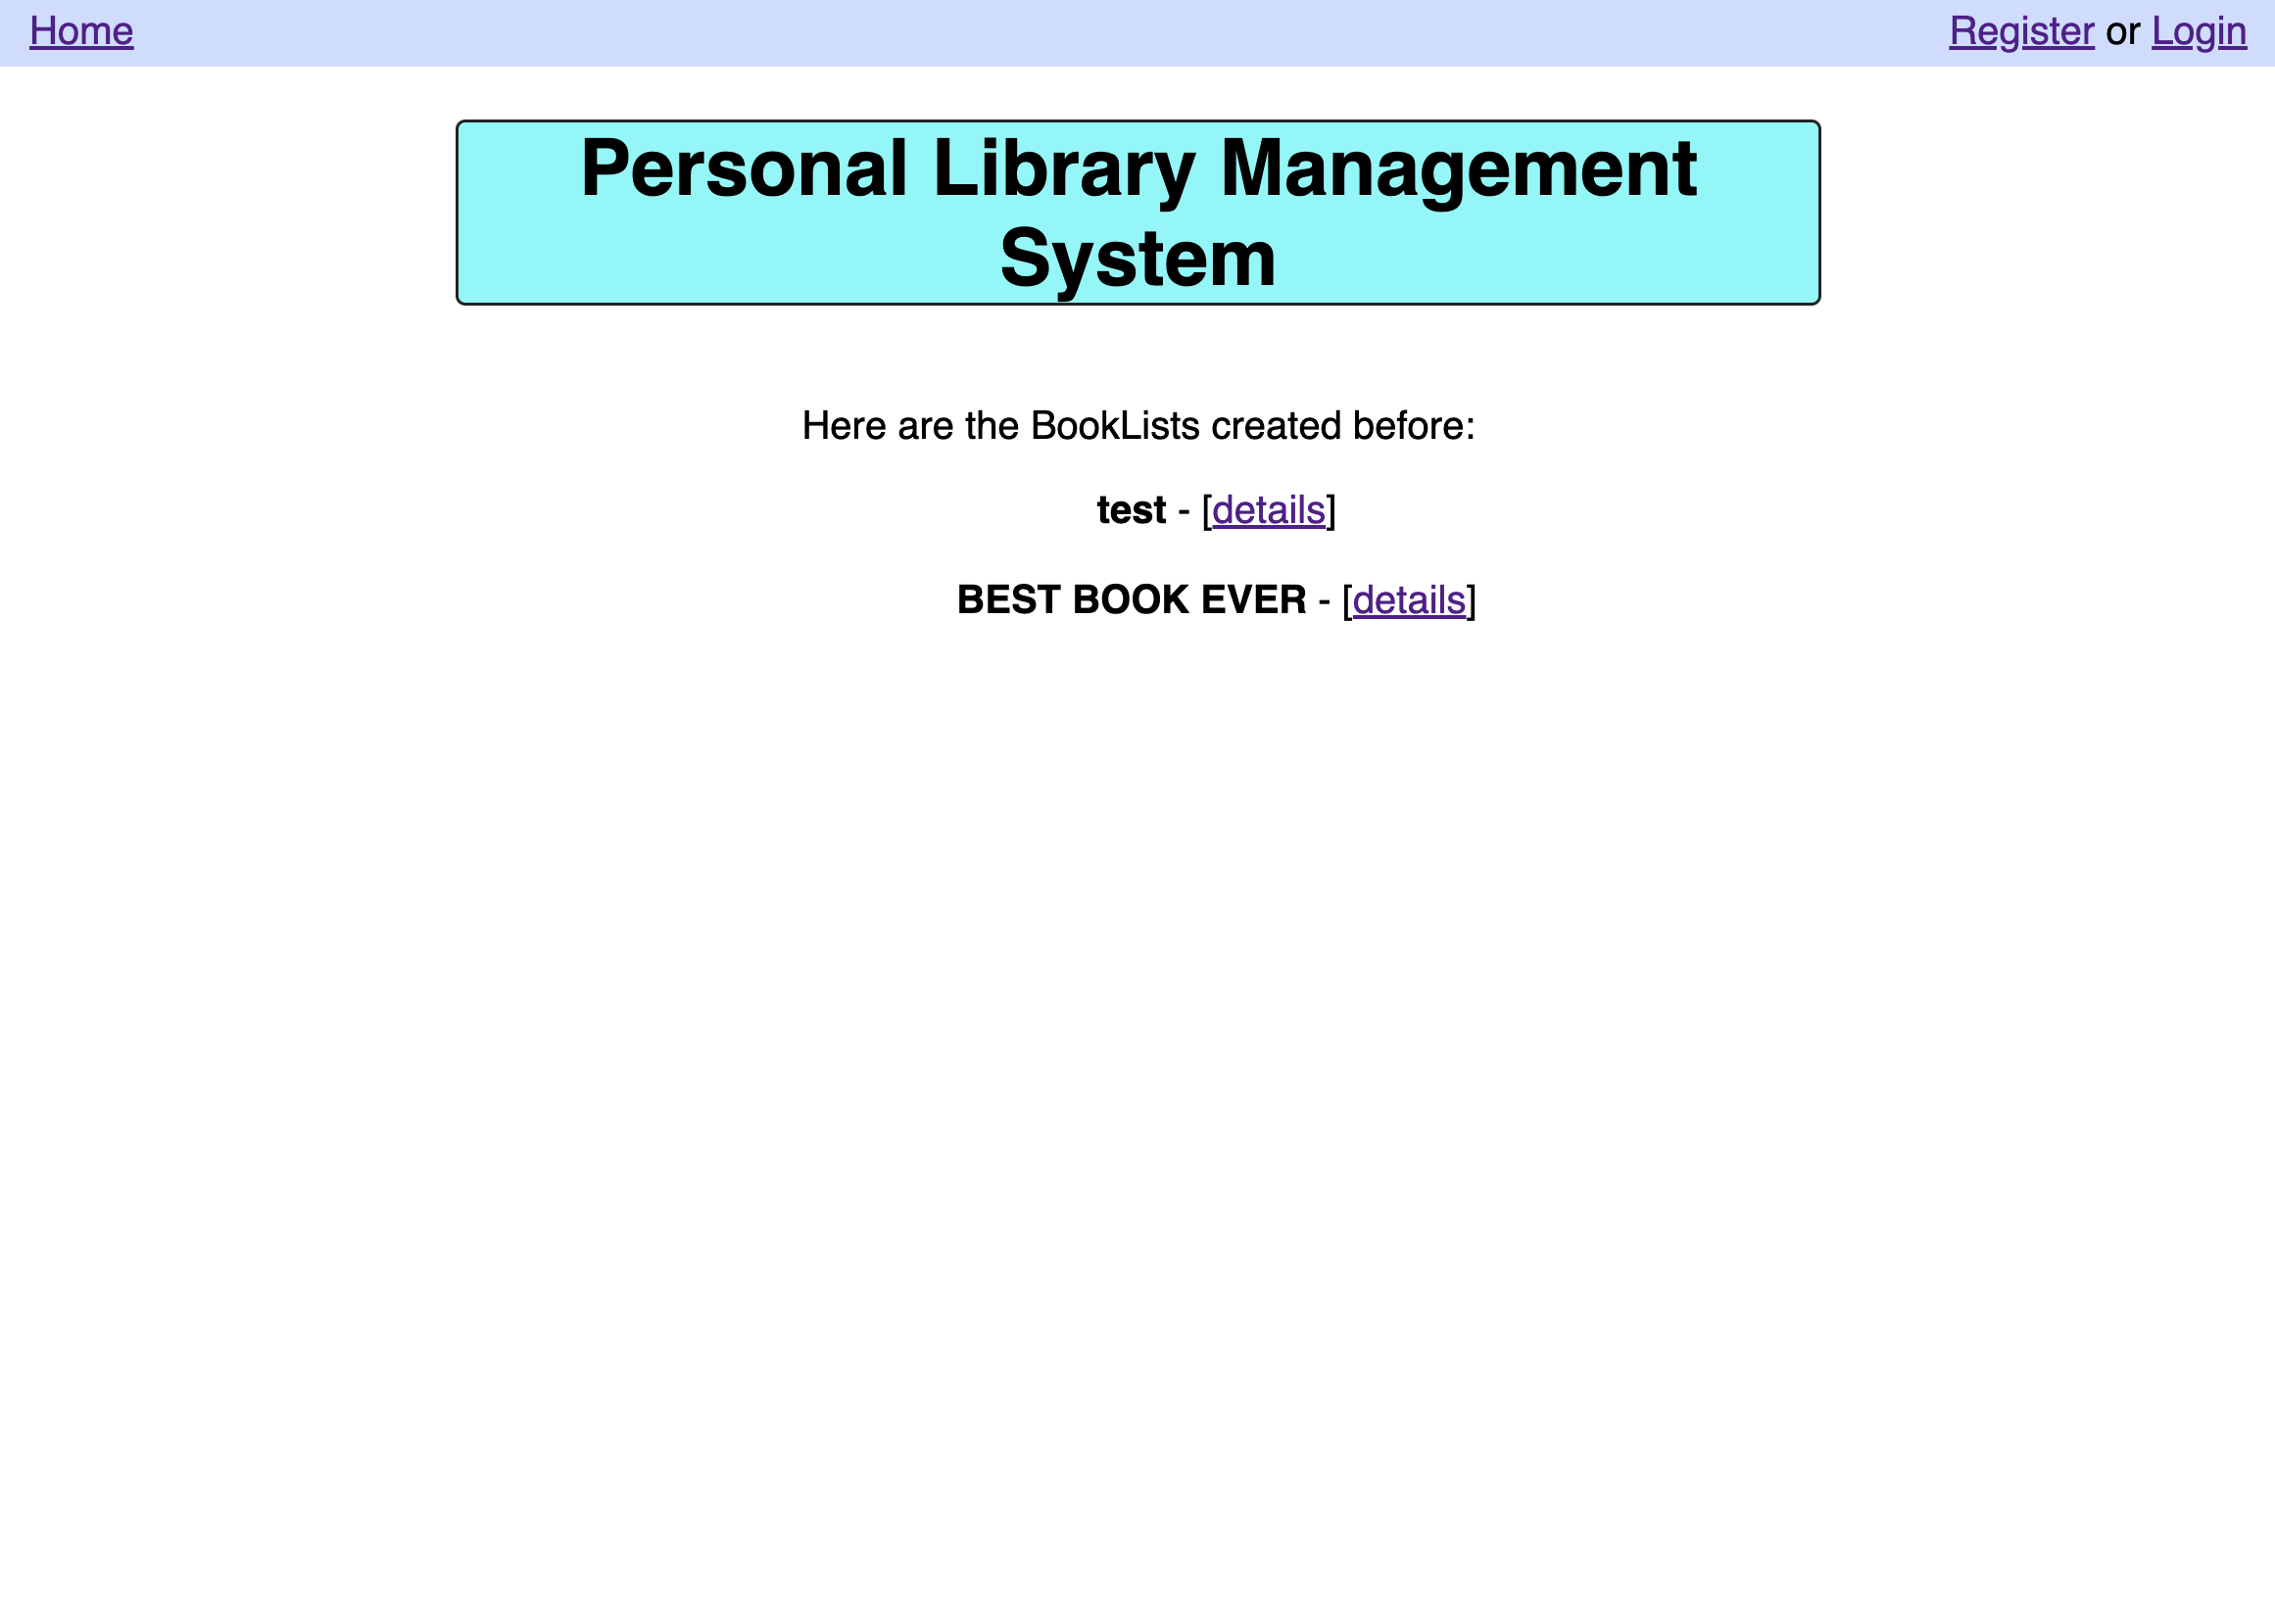 Home
Register or Login
Personal Library Management
System
Here are the BookLists created before:
test - [details]
BEST BOOK EVER - [details]